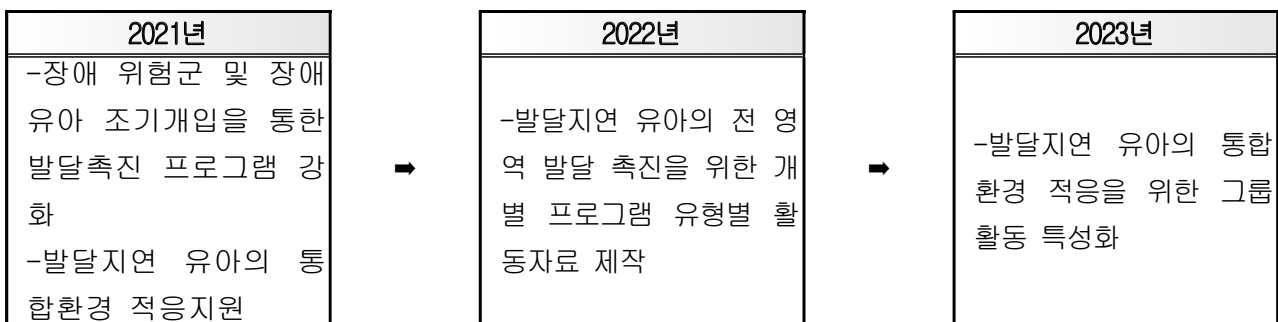 2021년
-장애 위험군 및 장애
유아 조기개입을 통한
발달촉진 프로그램 강
화
-발달지연 유아의 통
합환경 적응지원
➡
2022년
-발달지연 유아의 전 영
역 발달 촉진을 위한 개
별 프로그램 유형별 활
동자료 제작
➡
2023년
-발달지연 유아의 통합
환경 적응을 위한 그룹
활동 특성화